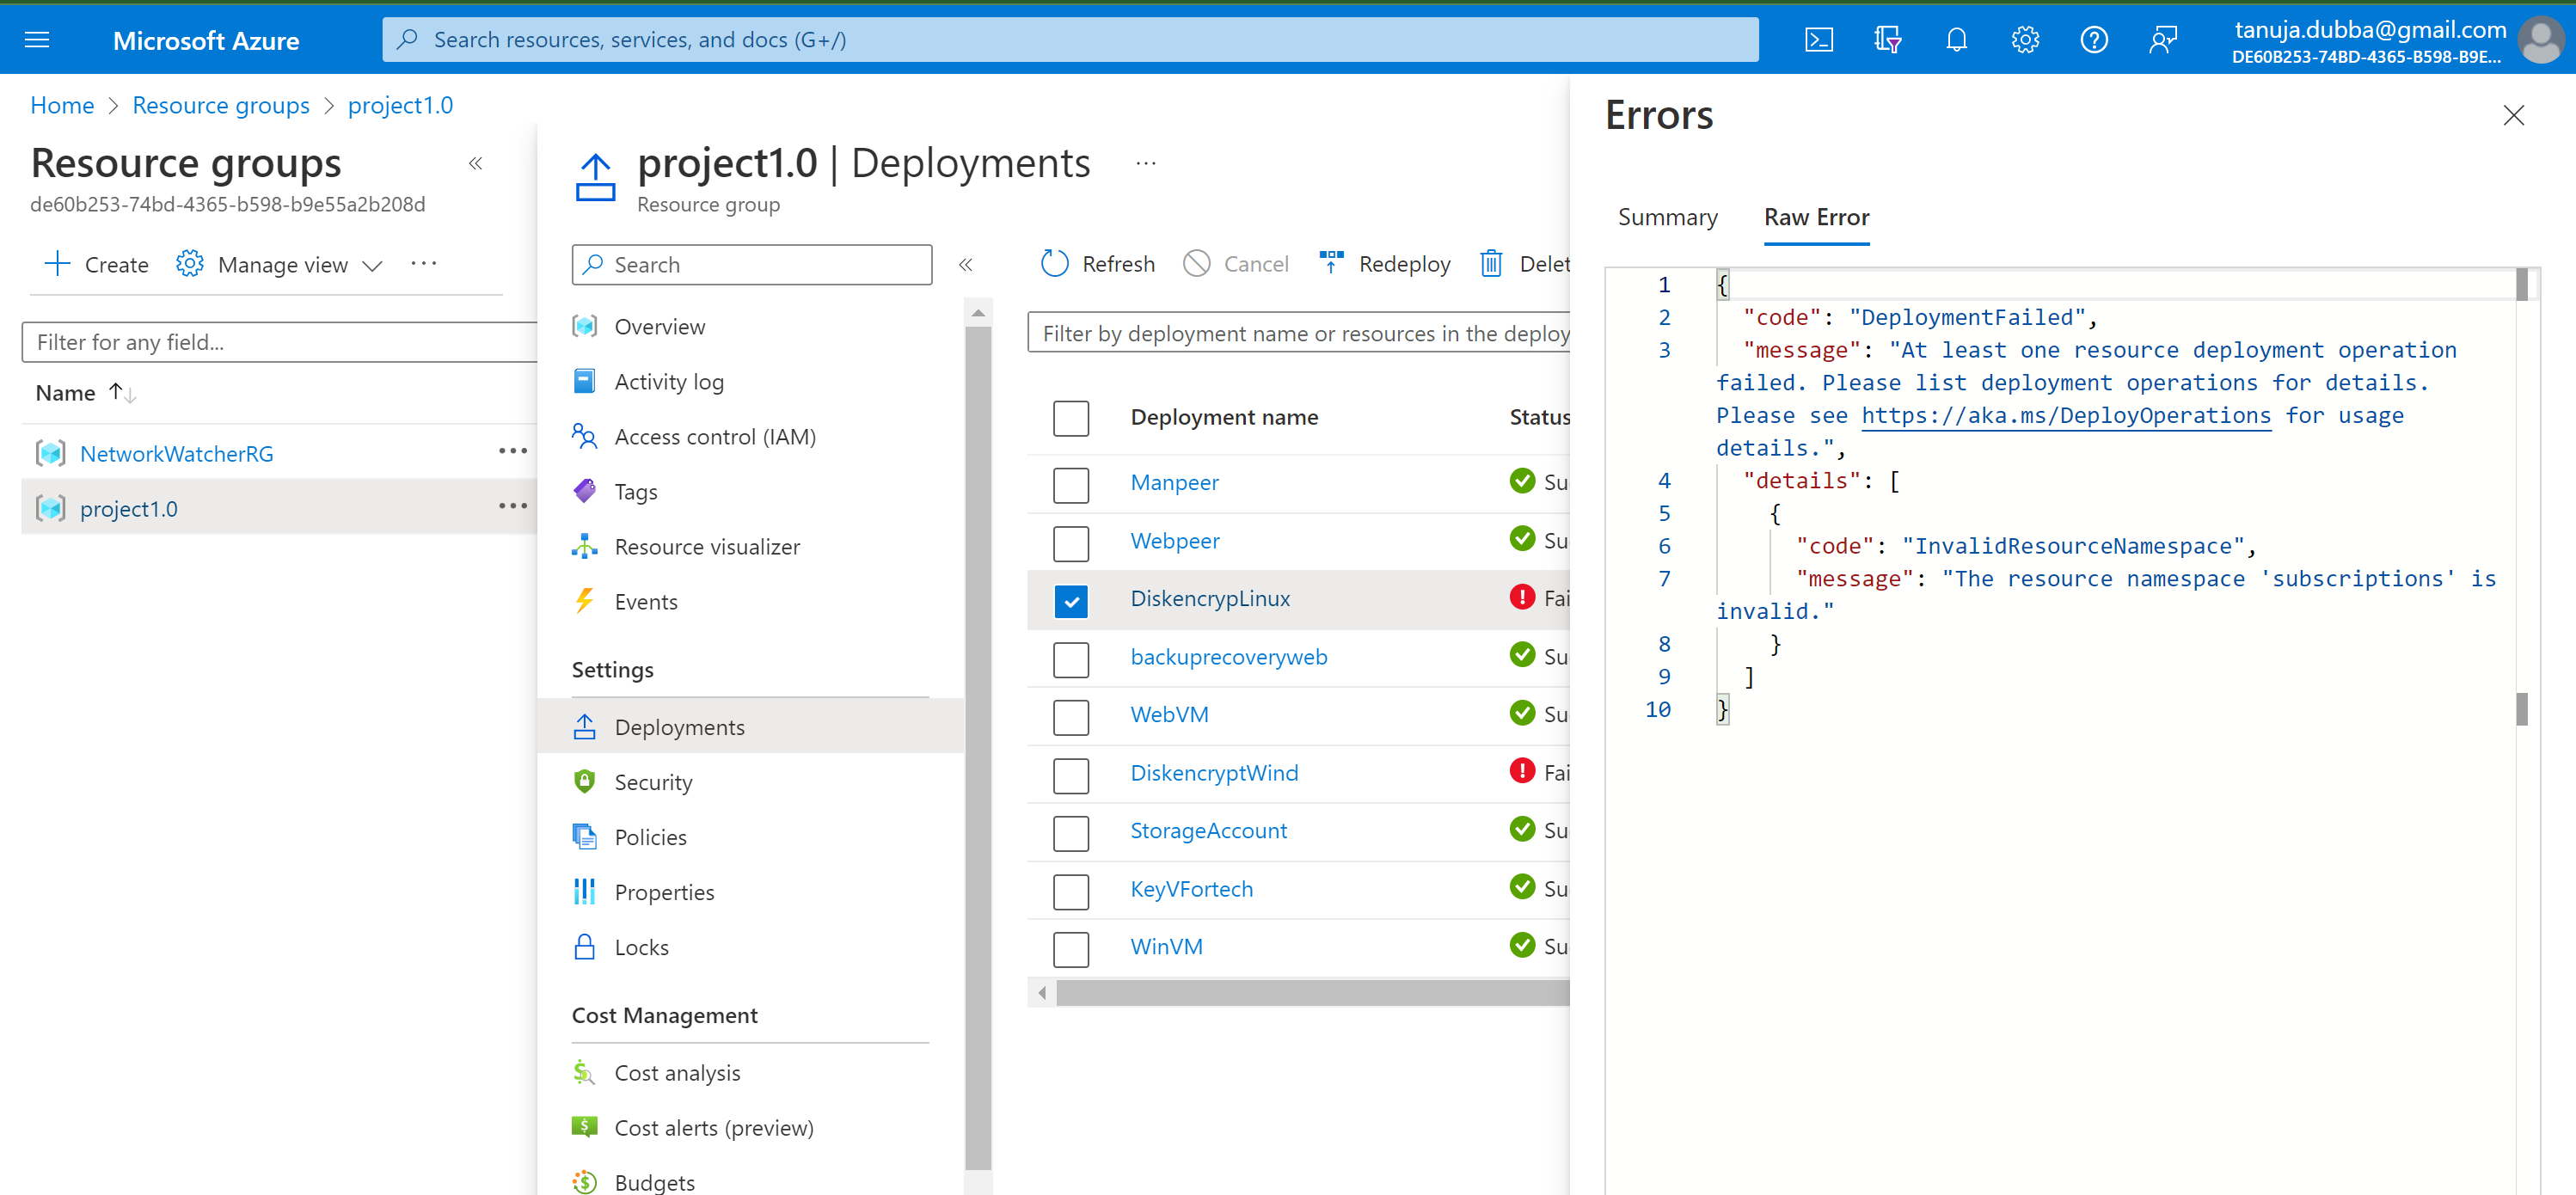 Microsoft Azure
Search resources, services, and docs (G+/)
tanuja.dubba@gmail.com
DE60B253-74BD-4365-B598-B9E...
Home > Resource groups > project1.0
Resource groups
de60b253-74bd-4365-b598-b9e55a2b208d
Create
Manage view
Filter for any field...
Name
NetworkWatcherRG
project1.0
project1.0 | Deployments
Resource group
Search
Overview
Activity log
Access control (IAM)
Tags
Resource visualizer
Events
Settings
Deployments
Security
Policies
Properties
Locks
Cost Management
Cost analysis
Cost alerts (preview)
Budgets
Refresh
Cancel
Redeploy
Delet
Filter by deployment name or resources in the deploy
Deployment name Status
Manpeer Su
Webpeer Su
DiskencrypLinux Fai
backuprecoveryweb Su
WebVM Su
DiskencryptWind Fai
StorageAccount Su
KeyVFortech Su
WinVM Su
Errors
Summary Raw Error
1 {
2 "code": "DeploymentFailed",
3 "message": "At least one resource deployment operation
failed. Please list deployment operations for details.
Please see https://aka.ms/DeployOperations for usage
details.",
4 "details": [
5 {
6 "code": "InvalidResourceNamespace",
7 "message": "The resource namespace 'subscriptions' is
invalid."
8 }
9 ]
10 }